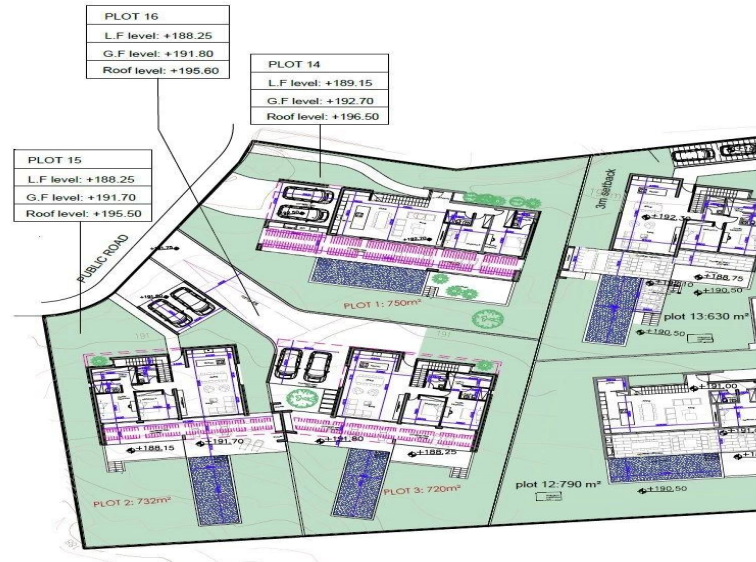 PLOT 16
L.F level: +188.25
G.F level: +191.80
Roof level: +195.60
PLOT 14
L.F level: +189.15
G.F level: +192.70
Roof level: +196.50
PLOT 15
L.F level: +188.25
G.F level: +191.70
Roof level: +195.50
PUBLIC ROAD
3m setback
PLOT 1: 750m²
+188.75
+190.50
plot 13:630 m²
+190.50
191
191
+191.00
+191.70
+191.80
+188.15
+188.25
PLOT 2: 732m²
PLOT 3: 720m²
plot 12:790 m²
+190.50